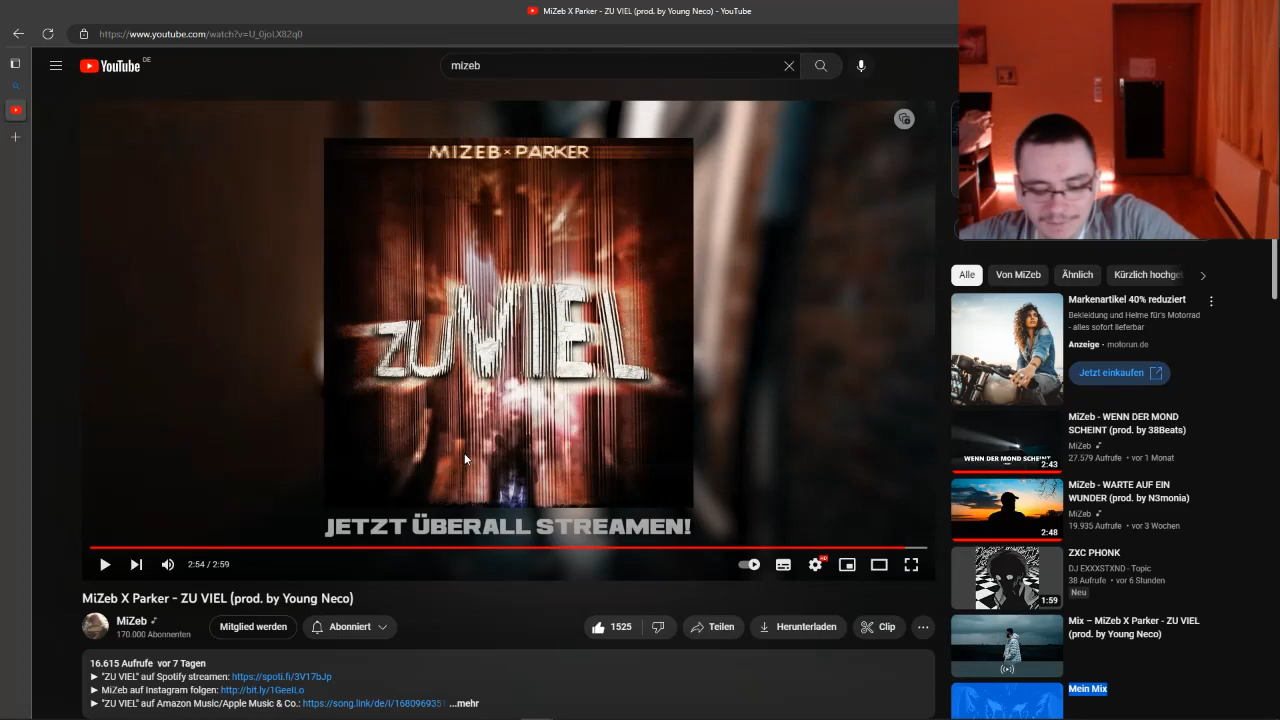 MiZeb X Parker - ZU VIEL (prod. by Young Neco) - YouTube
https://www.youtube.com/watch?v=U_0joLX82q0
YouTube DE
mizeb
MIZEB × PARKER
ZU VIEL
JETZT ÜBERALL STREAMEN!
2:54 / 2:59
HD
MiZeb X Parker - ZU VIEL (prod. by Young Neco)
MiZeb
170.000 Abonnenten
Mitglied werden
Abonniert
1525
Teilen
Herunterladen
Clip
16.615 Aufrufe vor 7 Tagen
► "ZU VIEL" auf Spotify streamen: https://spoti.fi/3V17bJp
► MiZeb auf Instagram folgen: http://bit.ly/1GeeILo
► "ZU VIEL" auf Amazon Music/Apple Music & Co.: https://song.link/de/i/1680969351 ...mehr
Alle
Von MiZeb
Ähnlich
Kürzlich hochge
Markenartikel 40% reduziert
Bekleidung und Helme für's Motorrad
- alles sofort lieferbar
Anzeige · motorun.de
Jetzt einkaufen
WENN DER MOND SCHEINT
2:43
MiZeb - WENN DER MOND
SCHEINT (prod. by 38Beats)
MiZeb
27.579 Aufrufe • vor 1 Monat
2:48
MiZeb - WARTE AUF EIN
WUNDER (prod. by N3monia)
MiZeb
19.935 Aufrufe • vor 3 Wochen
1:59
ZXC PHONK
DJ EXXXSTXND - Topic
38 Aufrufe • vor 6 Stunden
Neu
Mix – MiZeb X Parker - ZU VIEL
(prod. by Young Neco)
Mein Mix